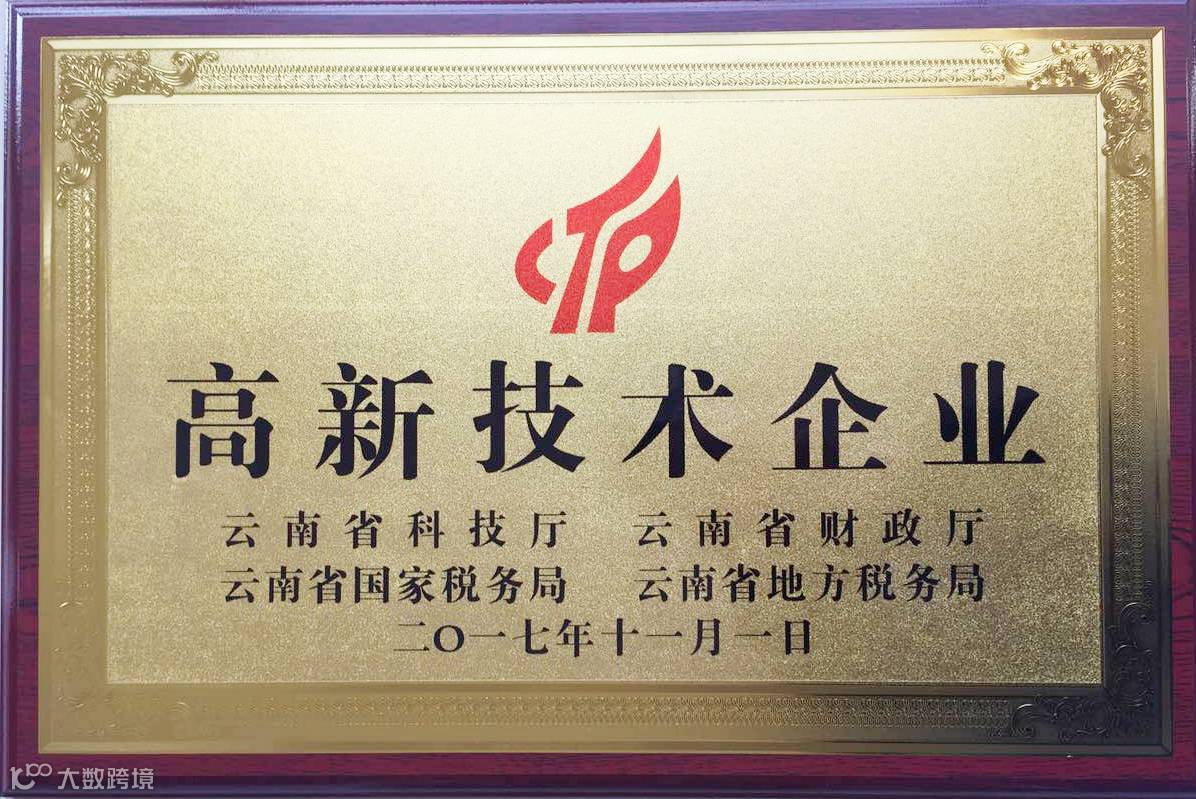 CTP
高新技术企业
云南省科技厅 云南省财政厅
云南省国家税务局 云南省地方税务局
二〇一七年十一月一日
大数跨境